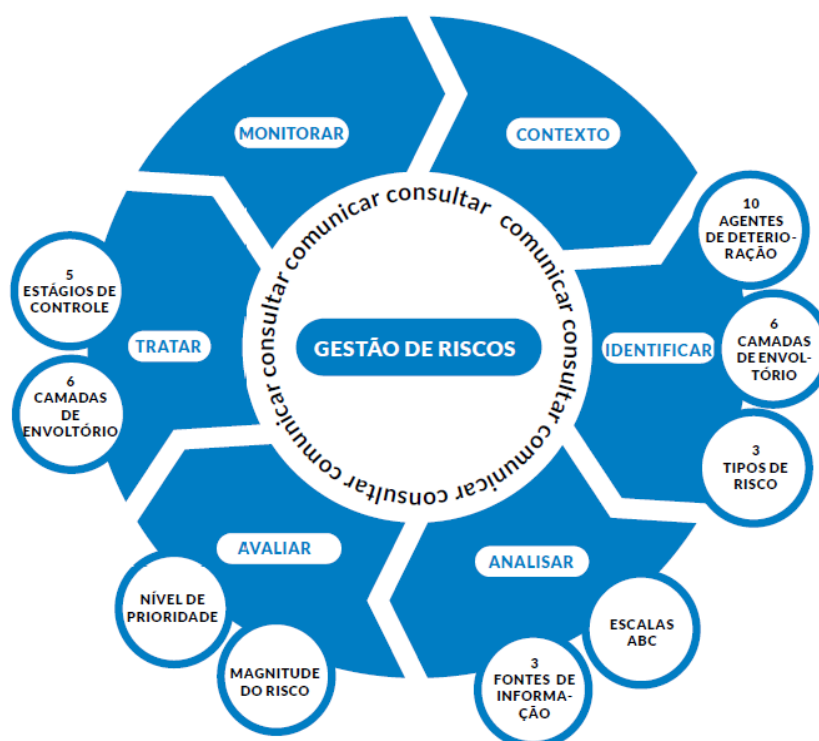 MONITORAR
CONTEXTO
10
AGENTES
DE DETERIO-
RAÇÃO
IDENTIFICAR
6
CAMADAS
DE ENVOL-
TÓRIO
3
TIPOS DE
RISCO
ANALISAR
ESCALAS
ABC
3
FONTES DE
INFORMA-
ÇÃO
AVALIAR
MAGNITUDE
DO RISCO
NÍVEL DE
PRIORIDADE
TRATAR
6
CAMADAS
DE
ENVOLTÓRIO
5
ESTÁGIOS DE
CONTROLE
GESTÃO DE RISCOS
comunicar consultar comunicar consultar comunicar consultar comunicar consultar